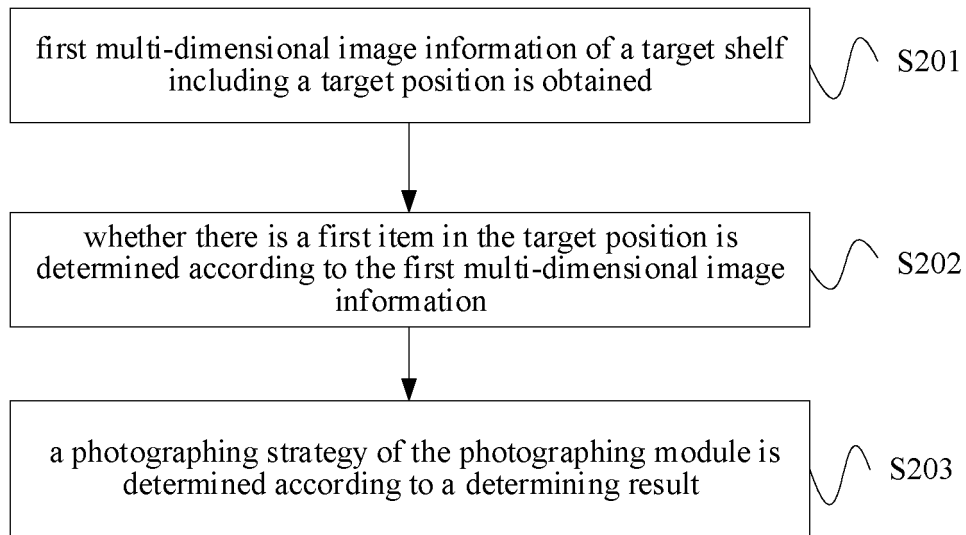 first multi-dimensional image information of a target shelf
including a target position is obtained
S201
whether there is a first item in the target position is
determined according to the first multi-dimensional image
information
S202
a photographing strategy of the photographing module is
determined according to a determining result
S203